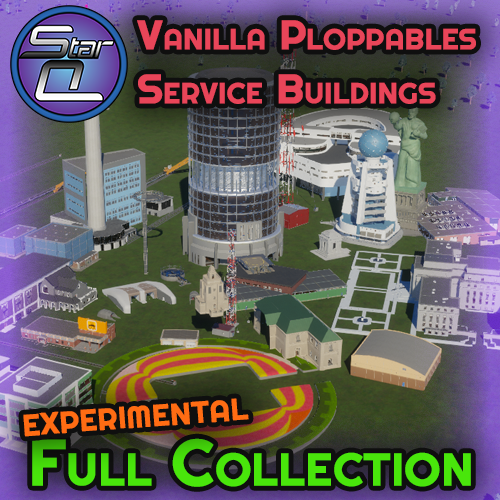 Star
Q
VANILLA PLOPPABLES
SERVICE BUILDINGS
EXPERIMENTAL
FULL COLLECTION